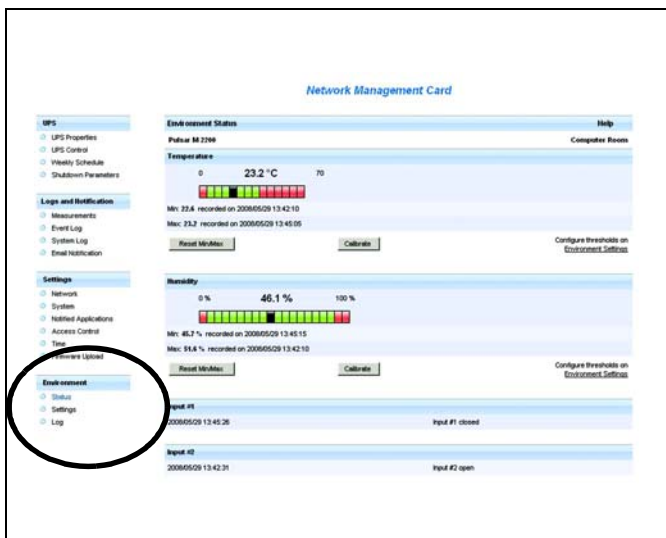 Network Management Card
UPS
UPS Properties
UPS Control
Weekly Schedule
Shutdown Parameters
Logs and Notification
Measurements
Event Log
System Log
Email Notification
Settings
Network
System
Notified Applications
Access Control
Time
Firmware Upload
Environment
Status
Settings
Log
Environment Status Help
Pulsar M 2200 Computer Room
Temperature
0 23.2 °C 70
Min: 22.6 recorded on 2008/05/29 13:42:10
Max: 23.2 recorded on 2008/05/29 13:45:05
Reset Min/Max Calibrate Configure thresholds on
Environment Settings
Humidity
0 % 46.1 % 100 %
Min: 45.7 % recorded on 2008/05/29 13:45:15
Max: 51.6 % recorded on 2008/05/29 13:42:10
Reset Min/Max Calibrate Configure thresholds on
Environment Settings
Input #1
2008/05/29 13:45:26 Input #1 closed
Input #2
2008/05/29 13:42:31 Input #2 open